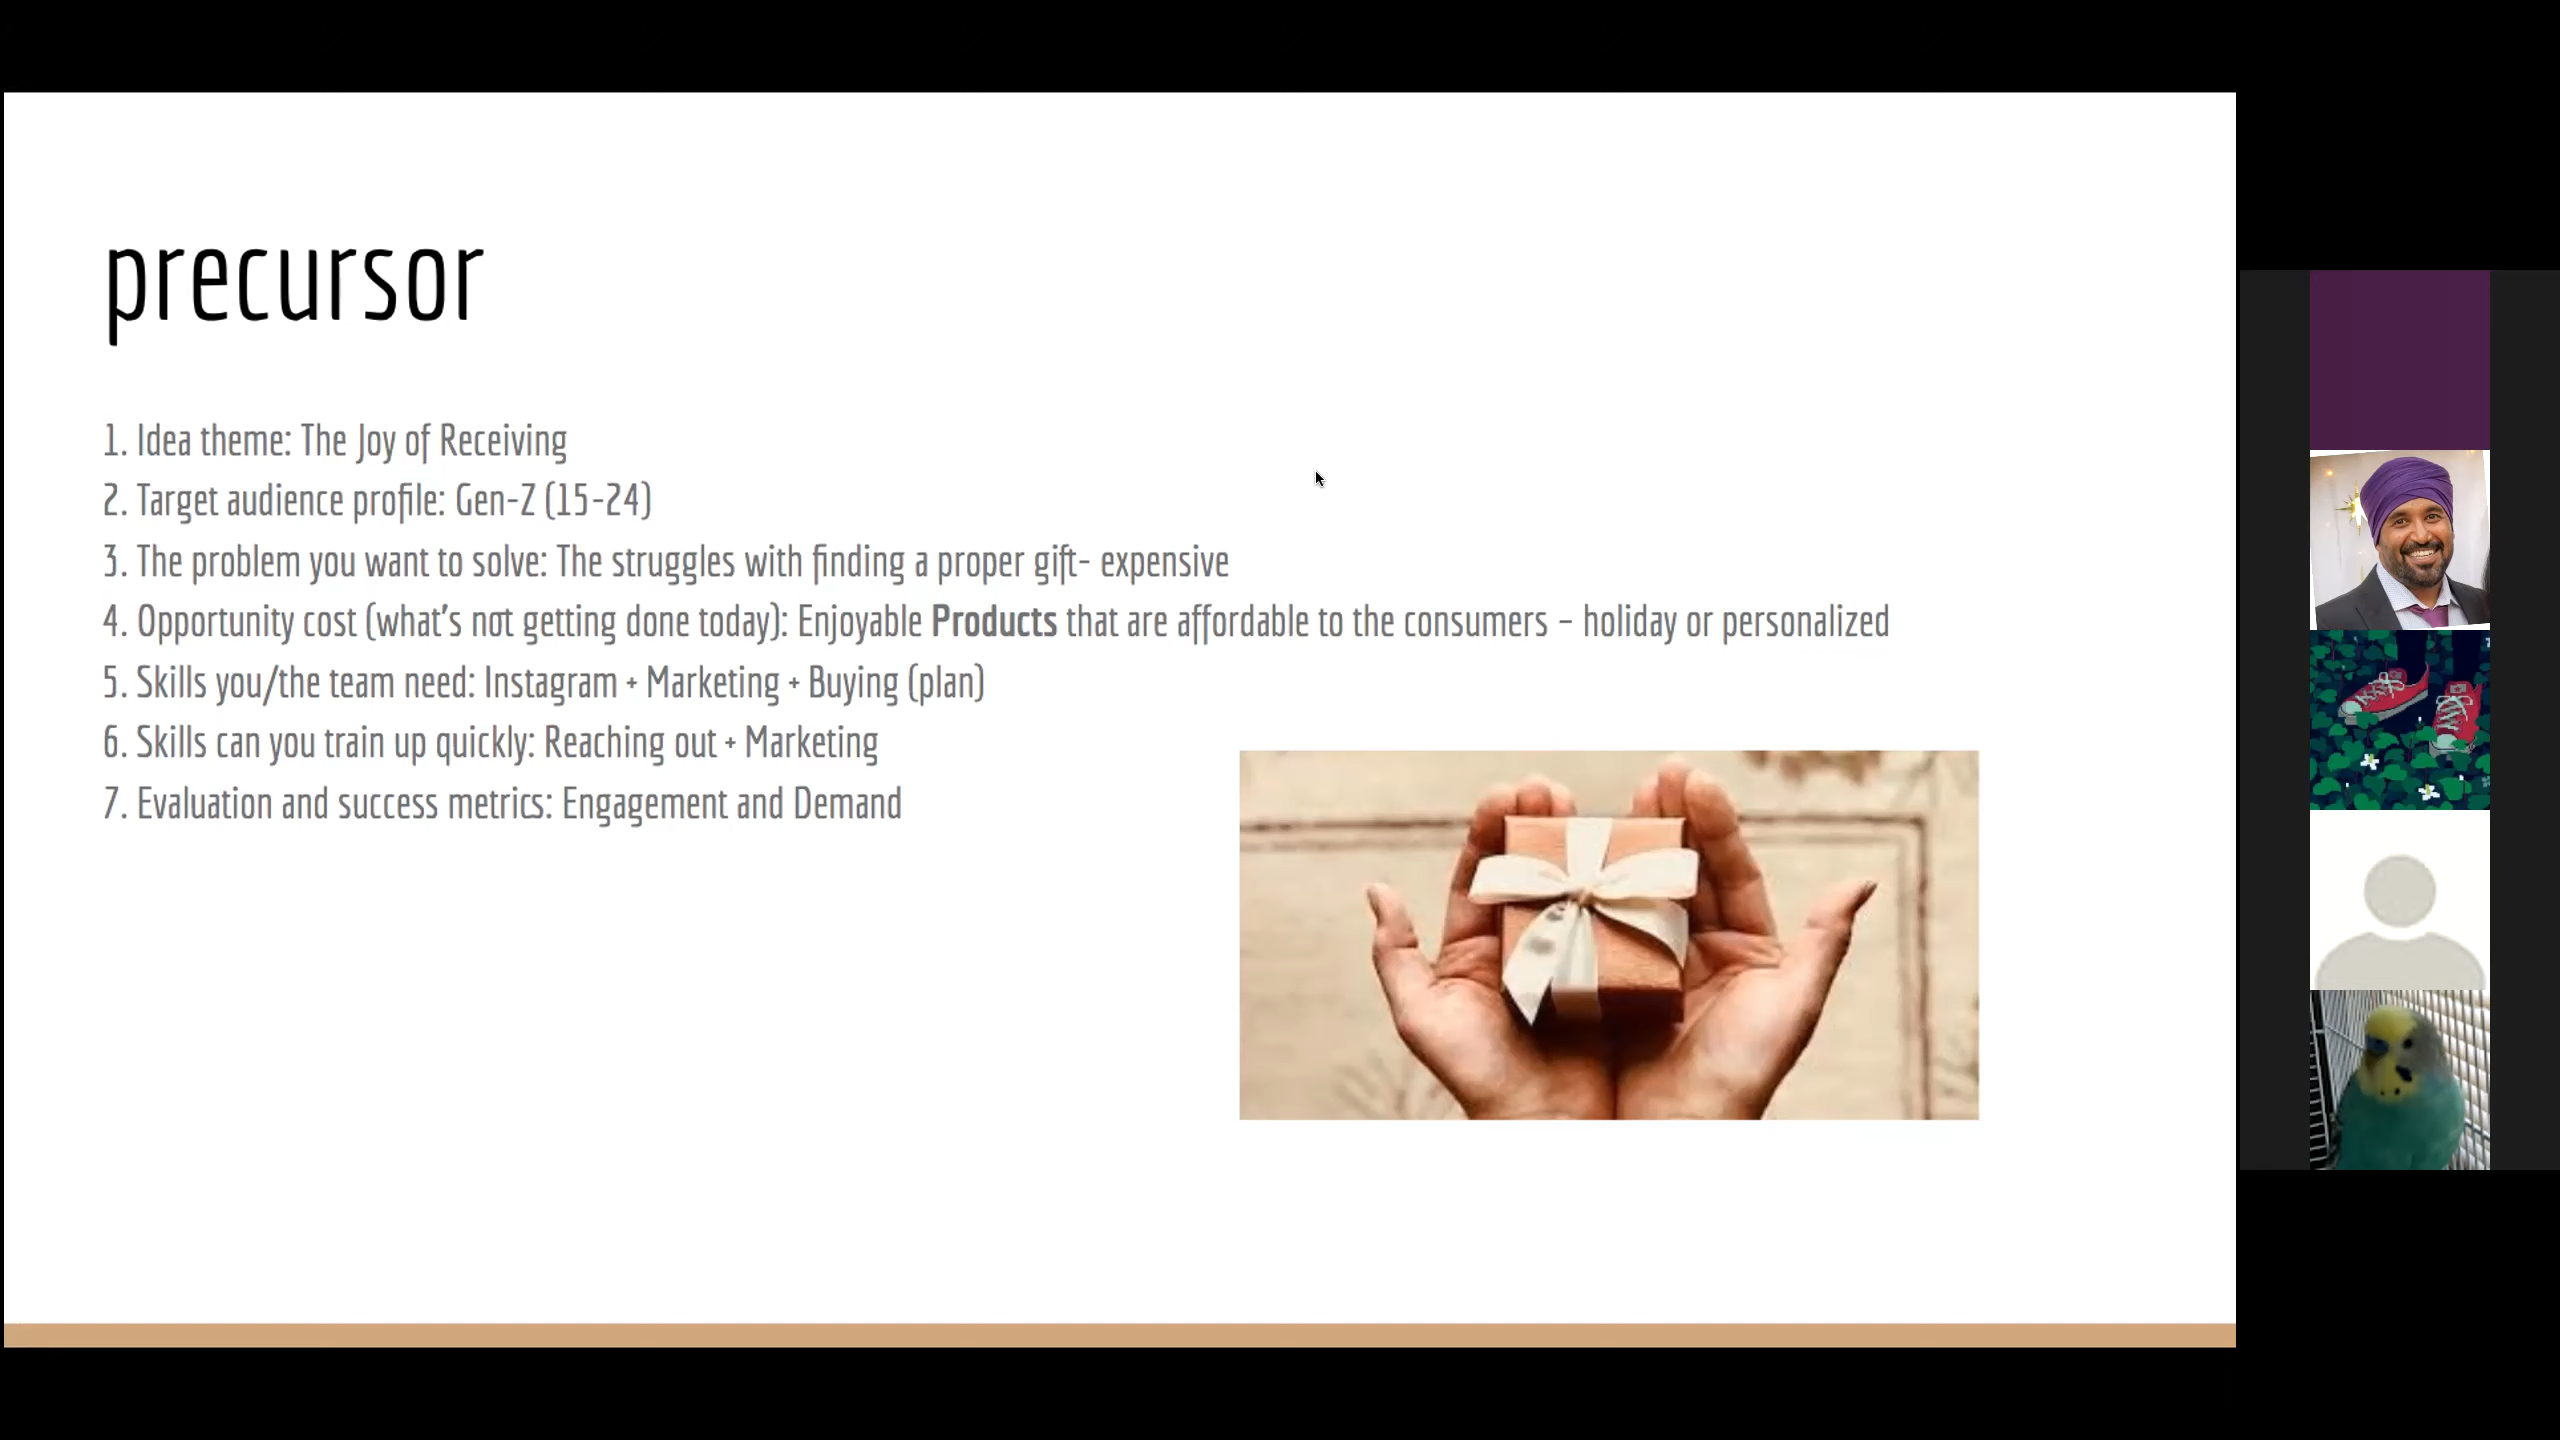 precursor
1. Idea theme: The Joy of Receiving
2. Target audience profile: Gen-Z (15-24)
3. The problem you want to solve: The struggles with finding a proper gift- expensive
4. Opportunity cost (what's not getting done today): Enjoyable Products that are affordable to the consumers – holiday or personalized
5. Skills you/the team need: Instagram + Marketing + Buying (plan)
6. Skills can you train up quickly: Reaching out + Marketing
7. Evaluation and success metrics: Engagement and Demand